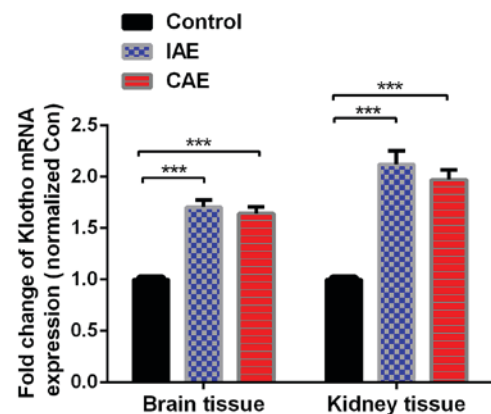 Control
IAE
CAE
Fold change of Klotho mRNA
expression (normalized Con)
2.5
2.0
1.5
1.0
0.5
0.0
***
***
***
***
Brain tissue
Kidney tissue